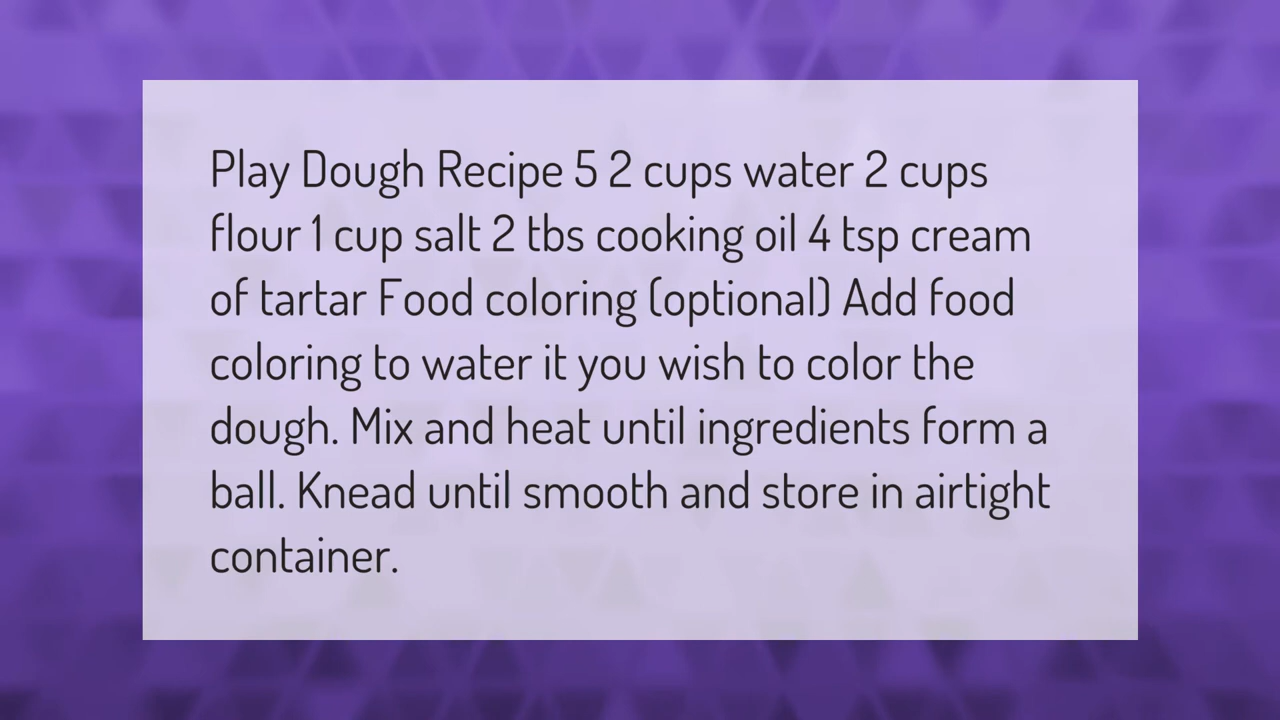 Play Dough Recipe 5 2 cups water 2 cups
flour 1 cup salt 2 tbs cooking oil 4 tsp cream
of tartar Food coloring (optional) Add food
coloring to water it you wish to color the
dough. Mix and heat until ingredients form a
ball. Knead until smooth and store in airtight
container.